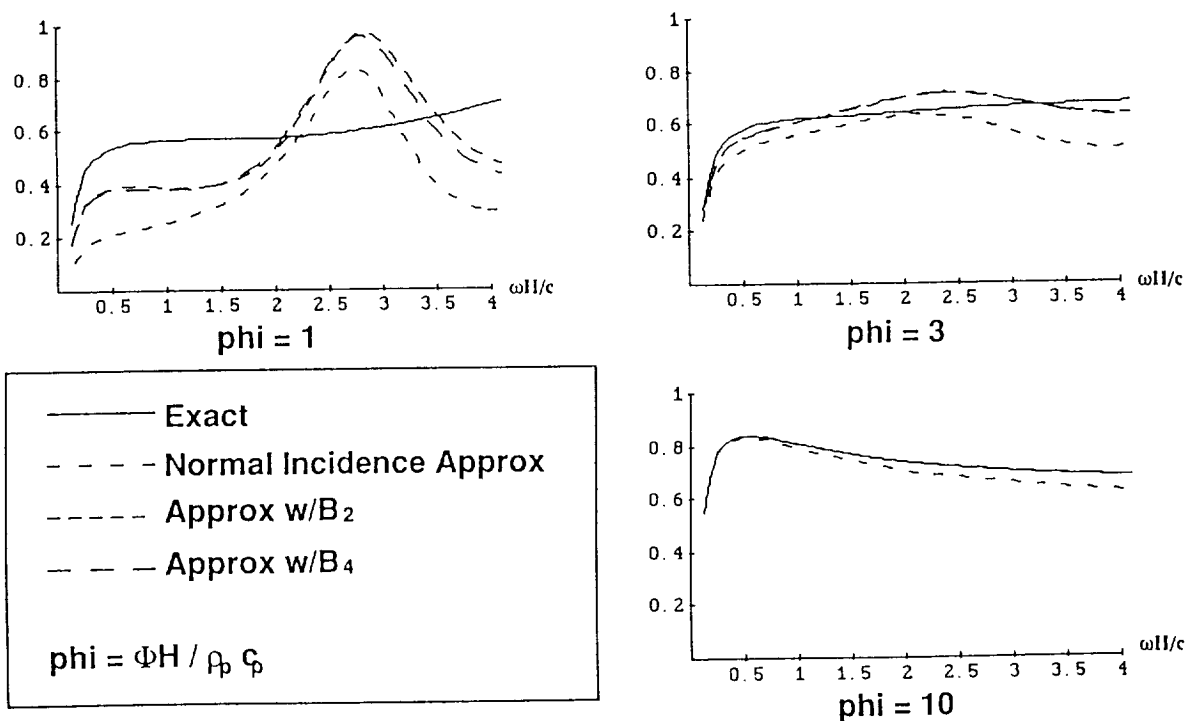 1
0.8
0.6
0.4
0.2
0.5 1 1.5 2 2.5 3 3.5 4
ωH/c
phi = 1
1
0.8
0.6
0.4
0.2
0.5 1 1.5 2 2.5 3 3.5 4
ωH/c
phi = 3
Exact
Normal Incidence Approx
Approx w/B2
Approx w/B4
phi = ΦH / ρp cp
1
0.8
0.6
0.4
0.2
0.5 1 1.5 2 2.5 3 3.5 4
ωH/c
phi = 10